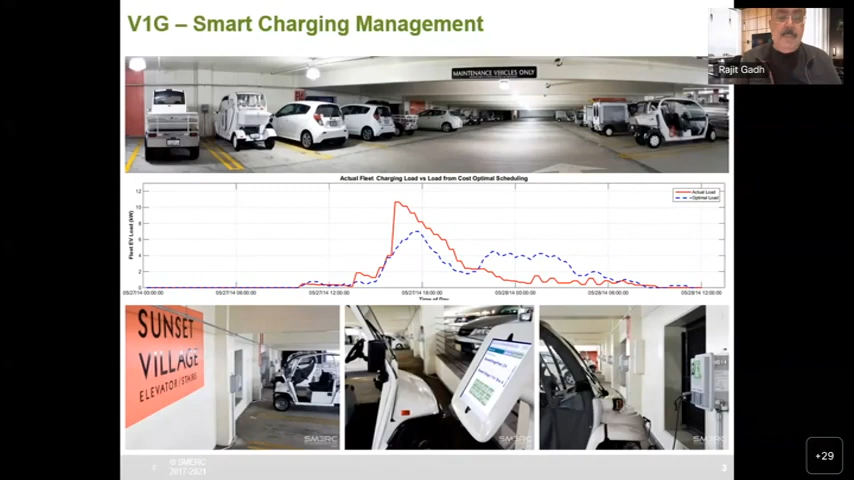 V1G – Smart Charging Management
Rajit Gadh
MAINTENANCE VEHICLES ONLY
Actual Fleet Charging Load vs Load from Cost Optimal Scheduling
Actual Load
Optimal Load
Fleet EV Load (kW)
12
10
8
6
4
2
0
05/27/14 00:00:00
05/27/14 06:00:00
05/27/14 12:00:00
05/27/14 18:00:00
05/28/14 00:00:00
05/28/14 06:00:00
05/28/14 12:00:00
Time of Day
SUNSET
VILLAGE
ELEVATOR/STAIRS
SMERC
SMERC
SMERC
© SMERC
2017-2021
3
+29